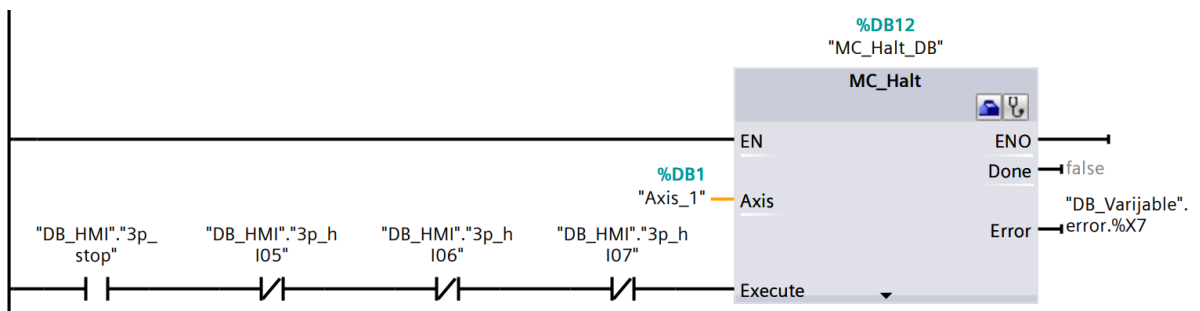 %DB12
"MC_Halt_DB"
MC_Halt
EN
ENO
%DB1
"Axis_1"
Axis
Done
false
"DB_Varijable".
error.%X7
Error
"DB_HMI"."3p_
stop"
"DB_HMI"."3p_h
I05"
"DB_HMI"."3p_h
I06"
"DB_HMI"."3p_h
I07"
Execute